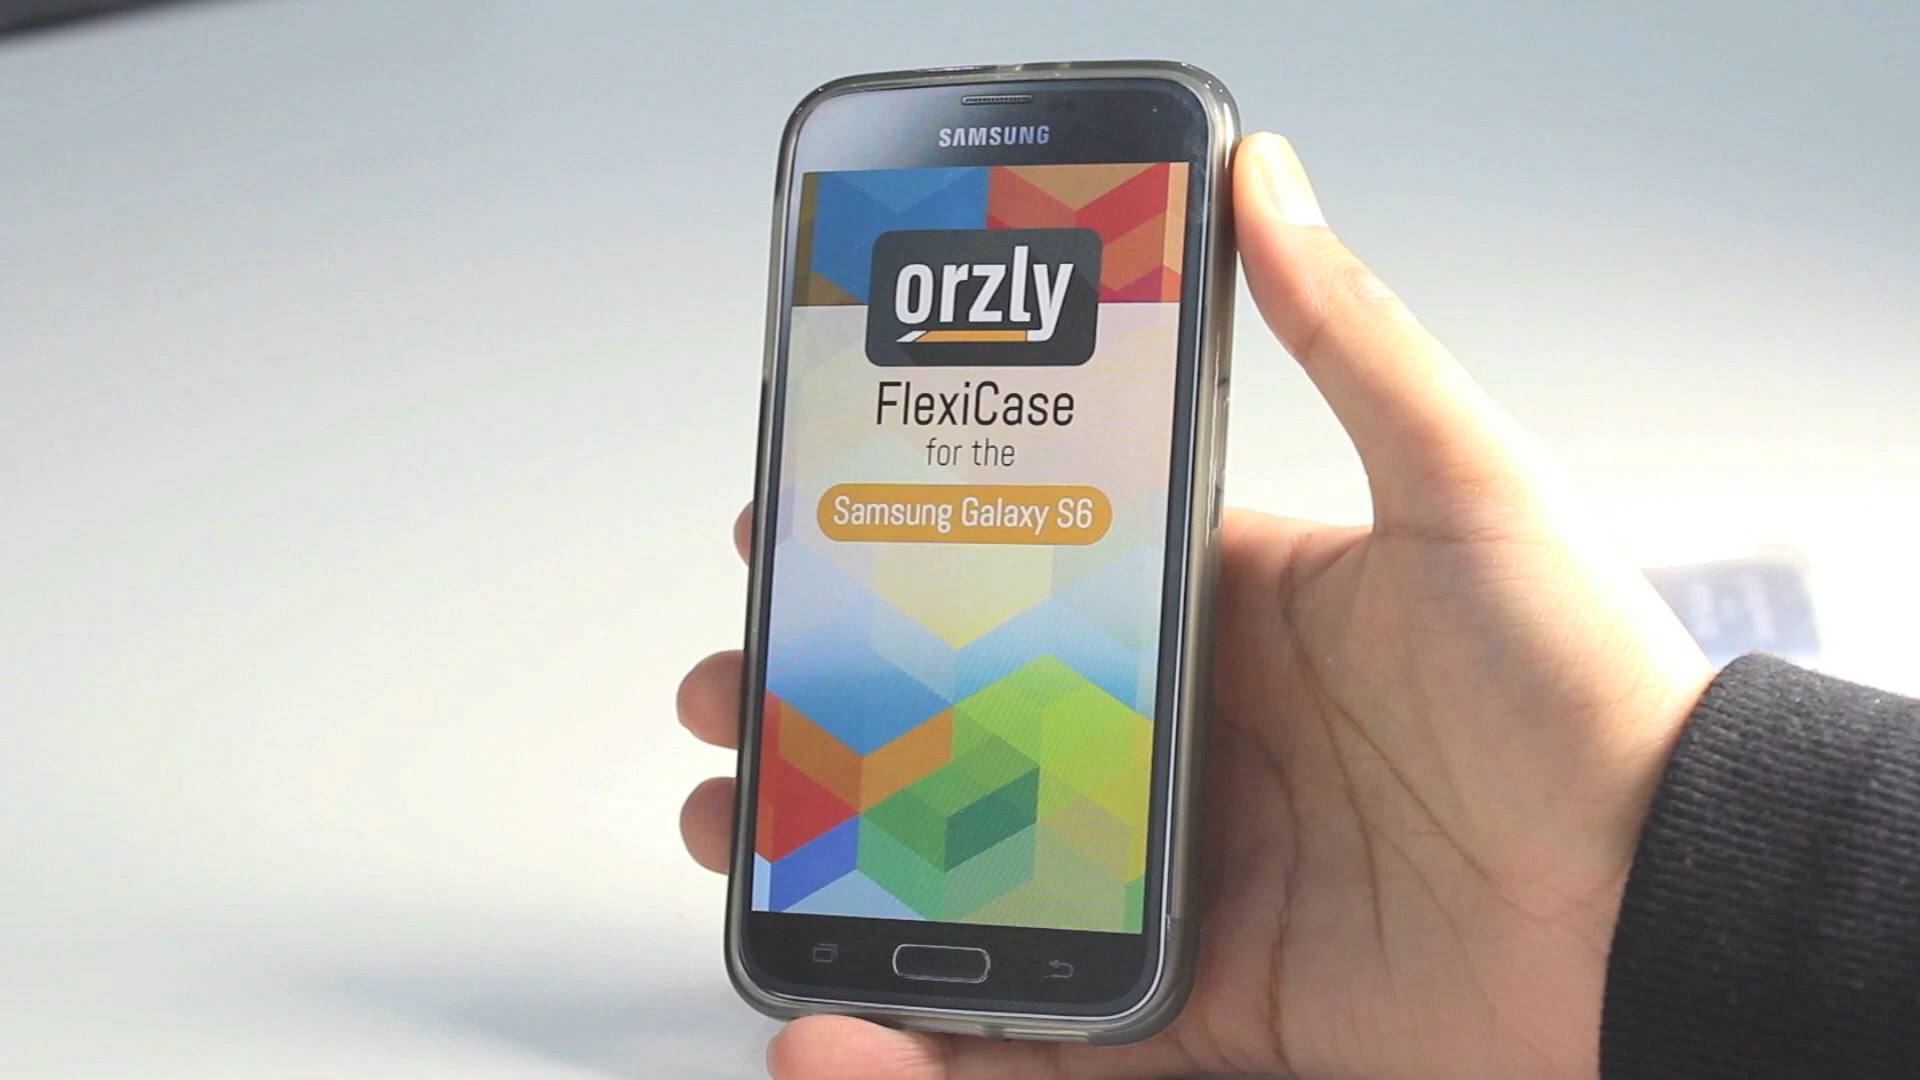 SAMSUNG
orzly
FlexiCase
for the
Samsung Galaxy S6